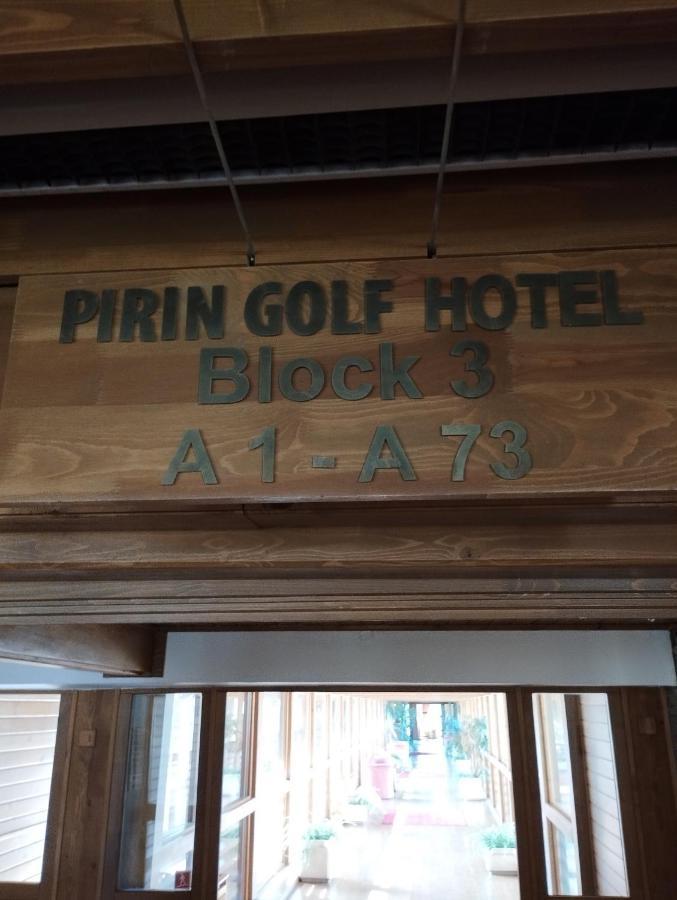 PIRIN GOLF HOTEL
Block 3
A 1 - A 73